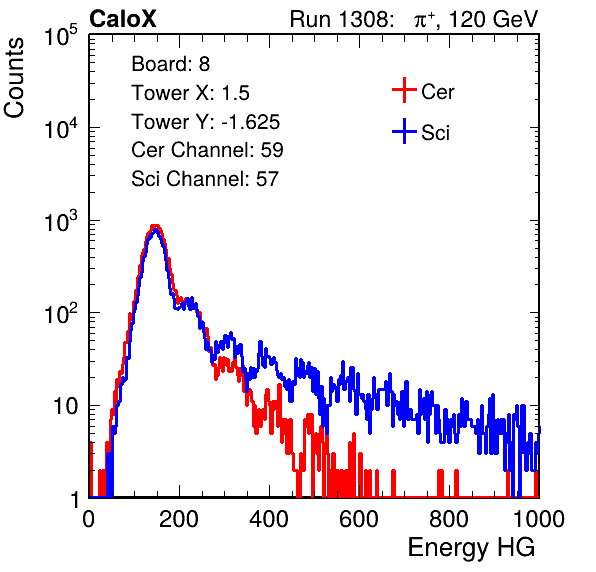 CaloX Run 1308: π⁺, 120 GeV
Counts
10⁵
10⁴
10³
10²
10
1
Board: 8
Tower X: 1.5
Tower Y: -1.625
Cer Channel: 59
Sci Channel: 57
Cer
Sci
0 200 400 600 800 1000
Energy HG